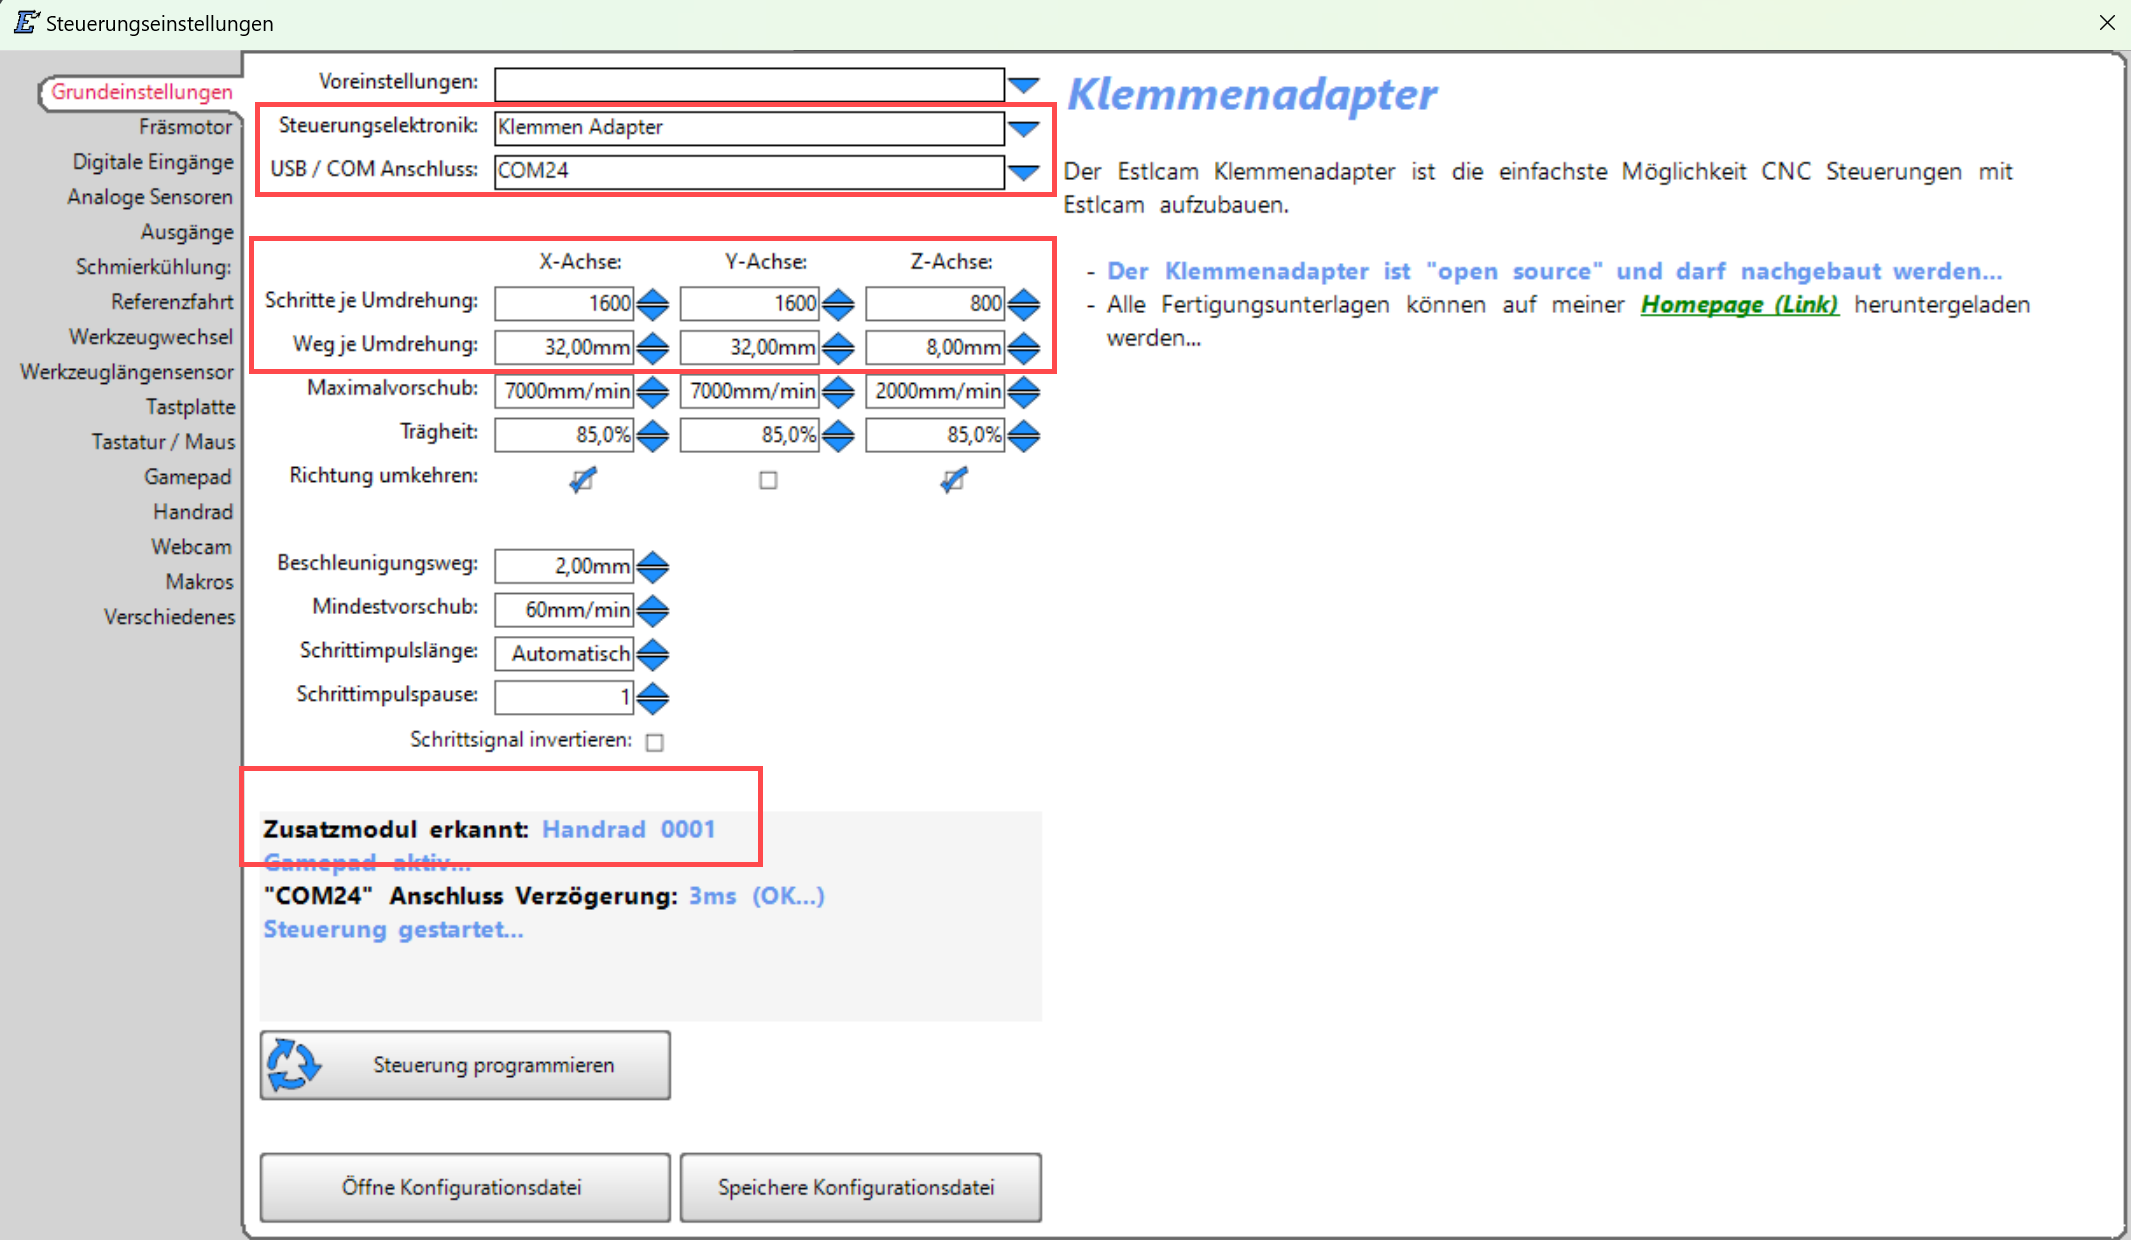 Steuerungseinstellungen
Grundeinstellungen
Fräsmotor
Digitale Eingänge
Analoge Sensoren
Ausgänge
Schmierkühlung:
Referenzfahrt
Werkzeugwechsel
Werkzeuglängensensor
Tastplatte
Tastatur / Maus
Gamepad
Handrad
Webcam
Makros
Verschiedenes
Voreinstellungen:
Steuerungselektronik: Klemmen Adapter
USB / COM Anschluss: COM24
X-Achse: Y-Achse: Z-Achse:
Schritte je Umdrehung: 1600 1600 800
Weg je Umdrehung: 32,00mm 32,00mm 8,00mm
Maximalvorschub: 7000mm/min 7000mm/min 2000mm/min
Trägheit: 85,0% 85,0% 85,0%
Richtung umkehren:
Beschleunigungsweg: 2,00mm
Mindestvorschub: 60mm/min
Schrittimpulslänge: Automatisch
Schrittimpulspause: 1
Schrittsignal invertieren:
Zusatzmodul erkannt: Handrad 0001
Gamepad aktiv...
"COM24" Anschluss Verzögerung: 3ms (OK...)
Steuerung gestartet...
Steuerung programmieren
Öffne Konfigurationsdatei
Speichere Konfigurationsdatei
Klemmenadapter
Der Estlcam Klemmenadapter ist die einfachste Möglichkeit CNC Steuerungen mit
Estlcam aufzubauen.
- Der Klemmenadapter ist "open source" und darf nachgebaut werden...
- Alle Fertigungsunterlagen können auf meiner Homepage (Link) heruntergeladen
werden...